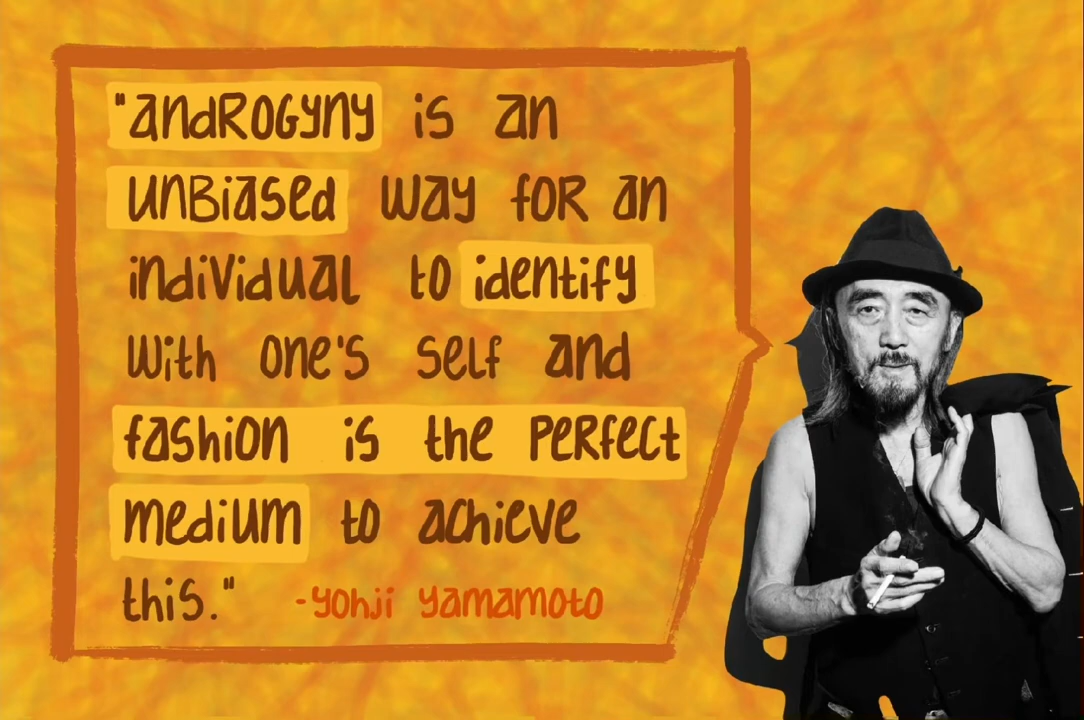 "androgyny is an
unbiased way for an
individual to identify
with one's self and
fashion is the perfect
medium to achieve
this." -yohji yamamoto